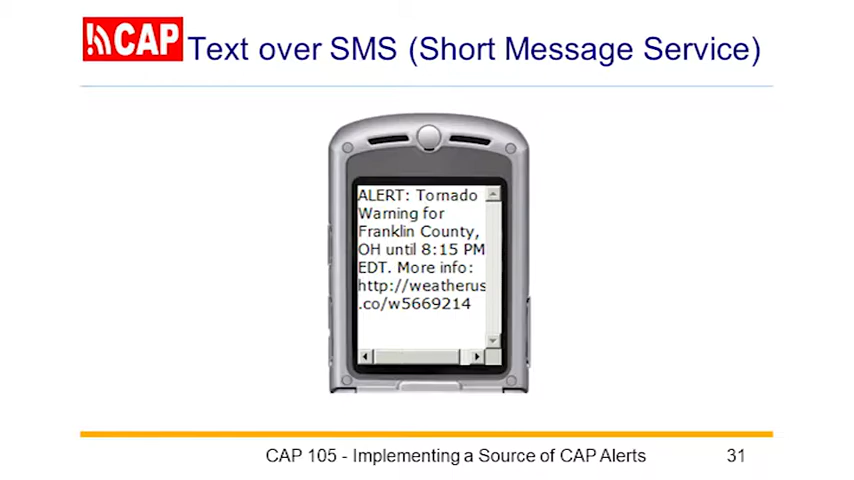 CAP Text over SMS (Short Message Service)
ALERT: Tornado
Warning for
Franklin County,
OH until 8:15 PM
EDT. More info:
http://weatherus
.co/w5669214
CAP 105 - Implementing a Source of CAP Alerts 31